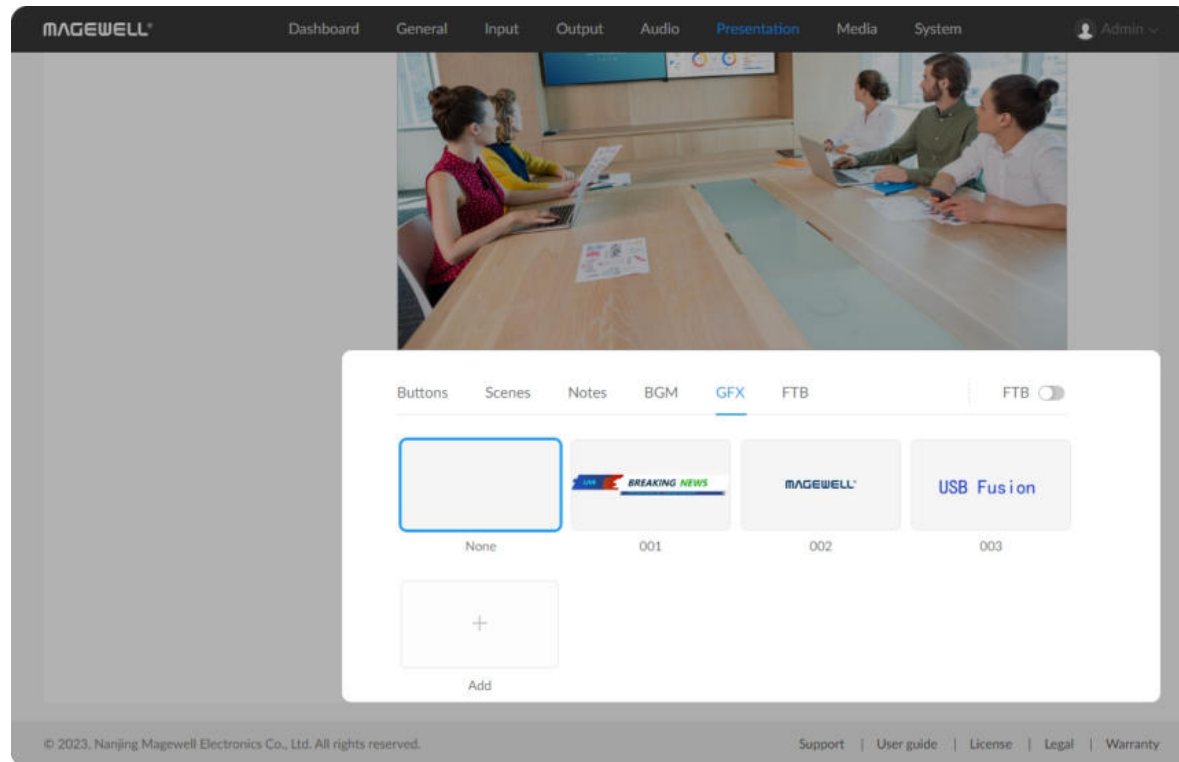 MAGEWELL®
Dashboard General Input Output Audio Presentation Media System Admin
Buttons Scenes Notes BGM GFX FTB FTB
LIVE BREAKING NEWS
MAGEWELL®
USB Fusion
None 001 002 003
+
Add
© 2023. Nanjing Magewell Electronics Co., Ltd. All rights reserved. Support | User guide | License | Legal | Warranty